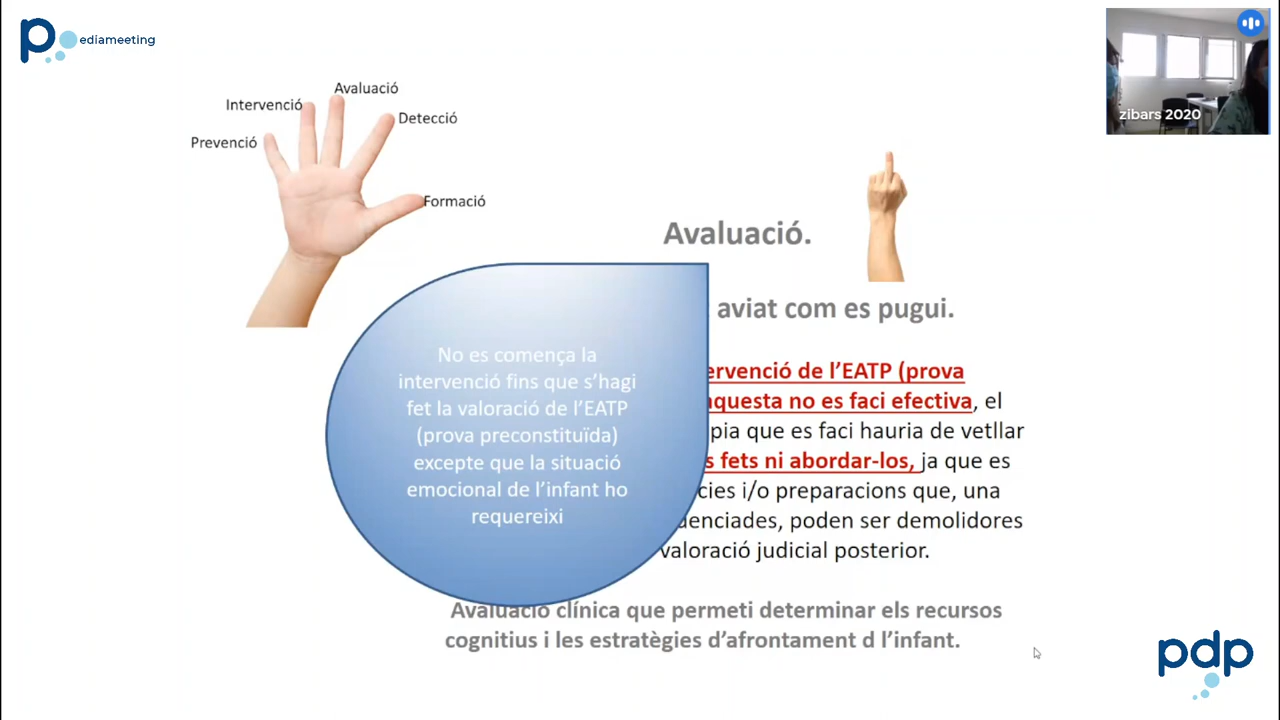 pediameeting
zibars 2020
Avaluació
Intervenció
Detecció
Prevenció
Formació
Avaluació.
aviat com es pugui.
No es comença la
intervenció fins que s'hagi
fet la valoració de l'EATP
(prova preconstituïda)
excepte que la situació
emocional de l'infant ho
requereixi
ervenció de l'EATP (prova
aquesta no es faci efectiva, el
pia que es faci hauria de vetllar
s fets ni abordar-los, ja que es
cies i/o preparacions que, una
denciades, poden ser demolidores
valoració judicial posterior.
Avaluació clínica que permeti determinar els recursos
cognitius i les estratègies d'afrontament d l'infant.
pdp